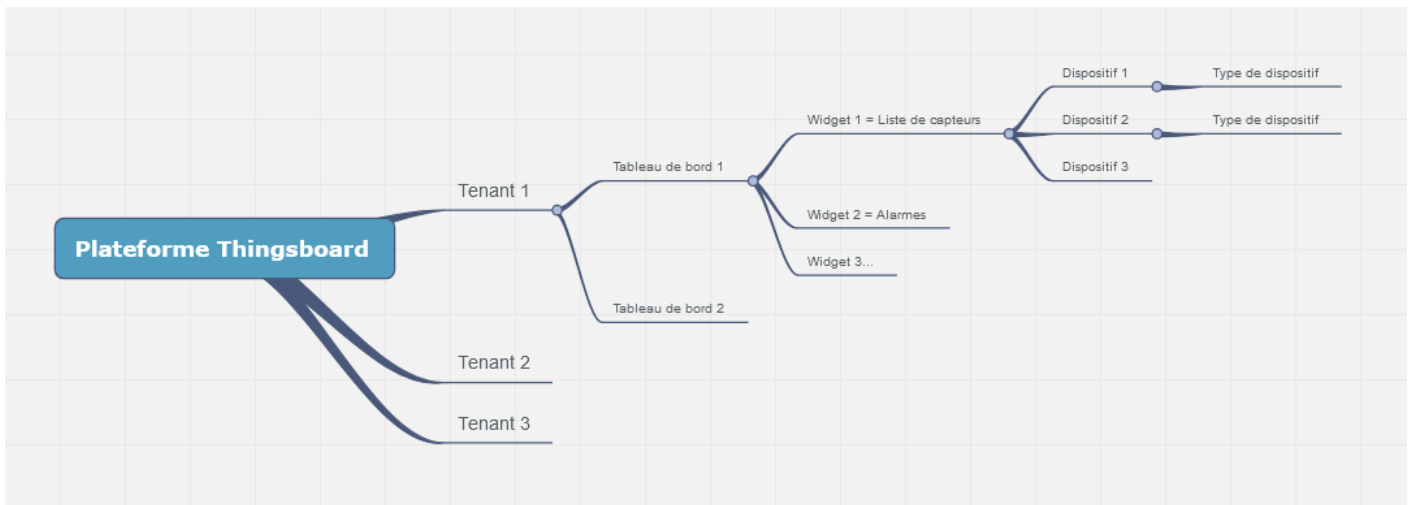 Plateforme Thingsboard
Tenant 1
Tableau de bord 1
Widget 1 = Liste de capteurs
Dispositif 1
Type de dispositif
Dispositif 2
Type de dispositif
Dispositif 3
Widget 2 = Alarmes
Widget 3...
Tableau de bord 2
Tenant 2
Tenant 3